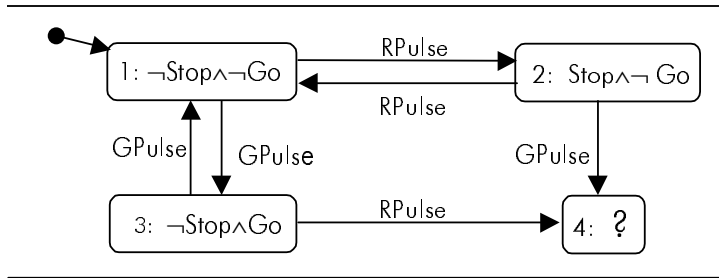 RPulse
1: ¬Stop∧¬Go
2: Stop∧¬ Go
RPulse
GPulse
GPulse
GPulse
3: ¬Stop∧Go
RPulse
4: ?